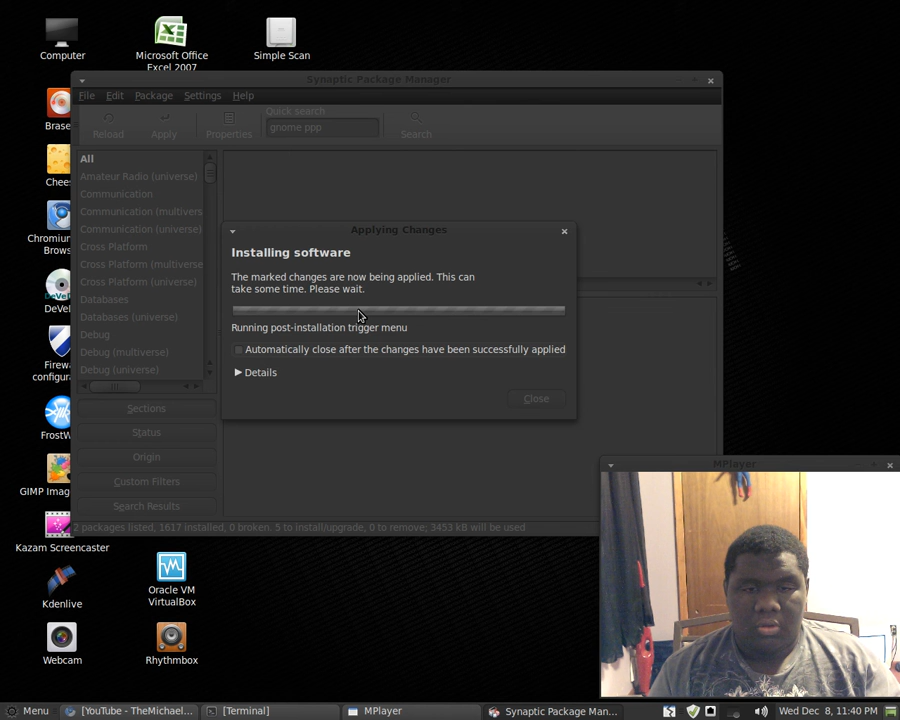 Computer
Microsoft Office
Excel 2007
Simple Scan
Synaptic Package Manager
File Edit Package Settings Help
Reload
Apply
Properties
Quick search
gnome ppp
Search
All
Amateur Radio (universe)
Communication
Communication (multivers
Communication (universe)
Cross Platform
Cross Platform (multiverse
Cross Platform (universe)
Databases
Databases (universe)
Debug
Debug (multiverse)
Debug (universe)
Sections
Status
Origin
Custom Filters
Search Results
2 packages listed, 1617 installed, 0 broken. 5 to install/upgrade, 0 to remove; 3453 kB will be used
Applying Changes
Installing software
The marked changes are now being applied. This can
take some time. Please wait.
Running post-installation trigger menu
Automatically close after the changes have been successfully applied
Details
Close
Brase
Chees
Chromium
Brows
DeVeD
Firew
configura
FrostW
GIMP Imag
Kazam Screencaster
Kdenlive
Oracle VM
VirtualBox
Webcam
Rhythmbox
MPlayer
Menu
[YouTube - TheMichael...
[Terminal]
MPlayer
Synaptic Package Man...
Wed Dec 8, 11:40 PM